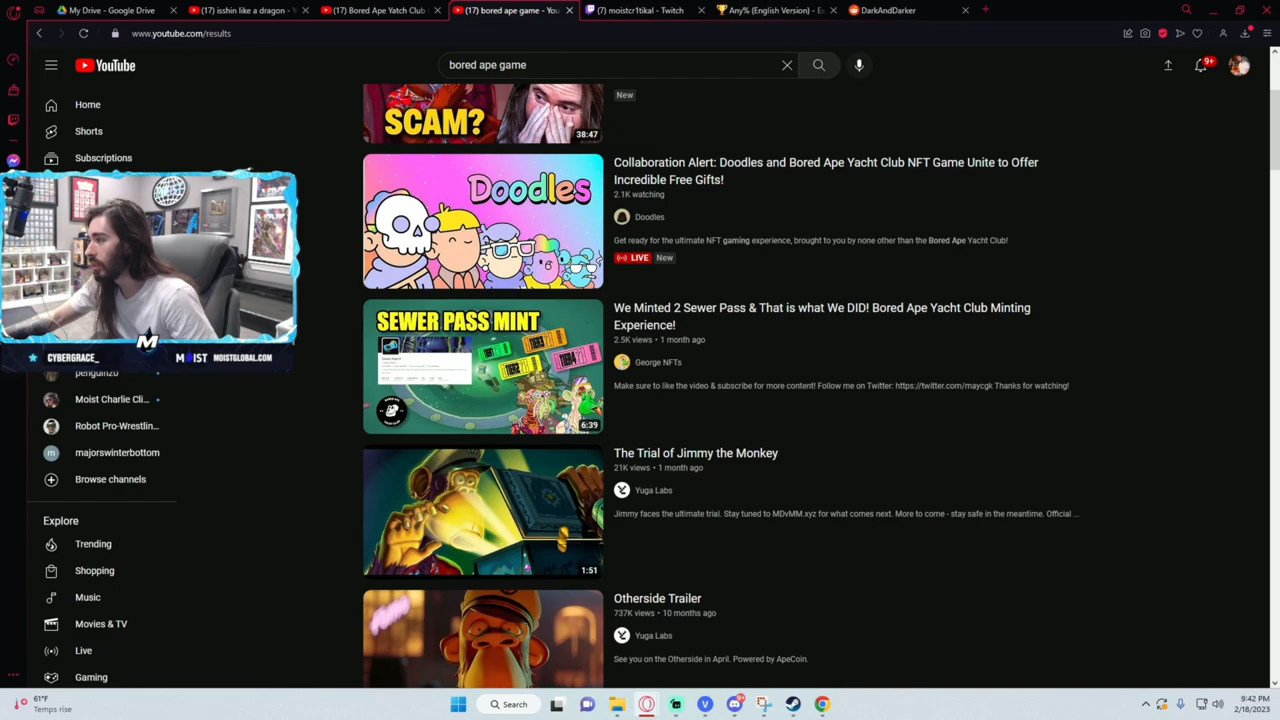 My Drive - Google Drive
(17) isshin like a dragon - Y
(17) Bored Ape Yatch Club
(17) bored ape game - You
(7) moistcr1tikal - Twitch
Any% (English Version) - Ex
DarkAndDarker
www.youtube.com/results
YouTube
bored ape game
9+
Home
Shorts
Subscriptions
CYBERGRACE_
M IST MOISTGLOBAL.COM
penguinz0
Moist Charlie Cli...
Robot Pro-Wrestlin...
m
majorswinterbottom
Browse channels
Explore
Trending
Shopping
Music
Movies & TV
Live
Gaming
SCAM?
38:47
New
Doodles
Collaboration Alert: Doodles and Bored Ape Yacht Club NFT Game Unite to Offer
Incredible Free Gifts!
2.1K watching
Doodles
Get ready for the ultimate NFT gaming experience, brought to you by none other than the Bored Ape Yacht Club!
LIVE New
SEWER PASS MINT
6:39
We Minted 2 Sewer Pass & That is what We DID! Bored Ape Yacht Club Minting
Experience!
2.5K views • 1 month ago
George NFTs
Make sure to like the video & subscribe for more content! Follow me on Twitter: https://twitter.com/maycgk Thanks for watching!
1:51
The Trial of Jimmy the Monkey
21K views • 1 month ago
Yuga Labs
Jimmy faces the ultimate trial. Stay tuned to MDvMM.xyz for what comes next. More to come - stay safe in the meantime. Official ...
Otherside Trailer
737K views • 10 months ago
Yuga Labs
See you on the Otherside in April. Powered by ApeCoin.
61°F
Temps rise
Search
9:42 PM
2/18/2023